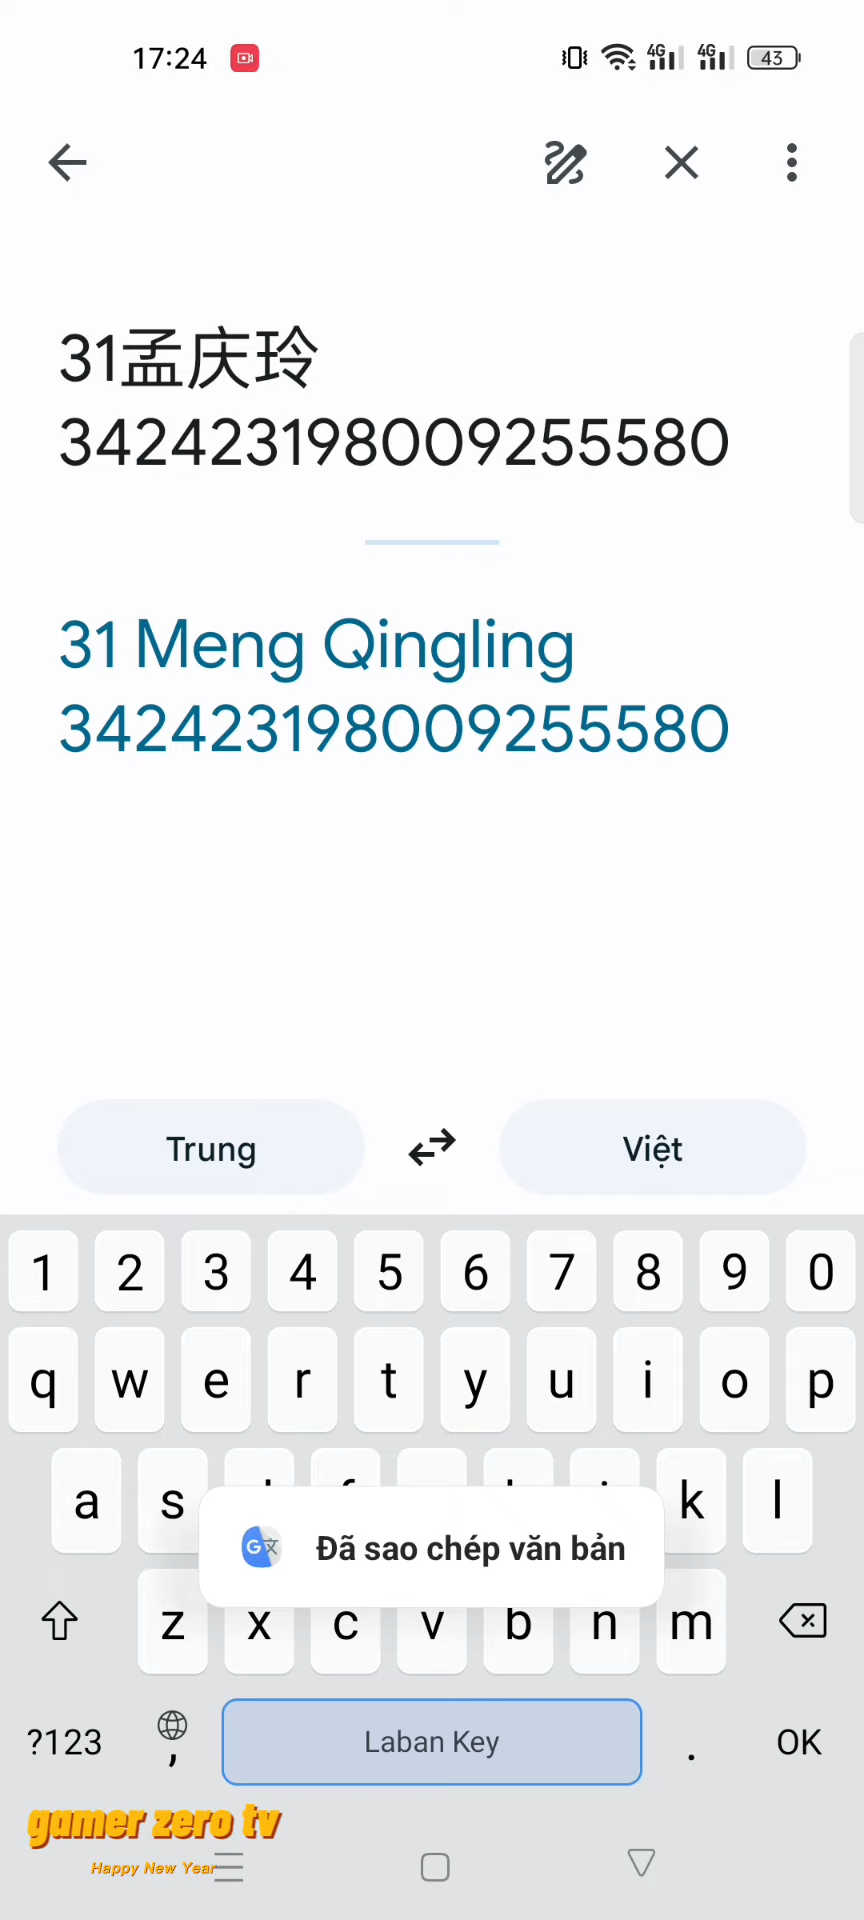 17:24
4G
4G
43
31孟庆玲
342423198009255580
31 Meng Qingling
342423198009255580
Trung
Việt
1 2 3 4 5 6 7 8 9 0
q w e r t y u i o p
a s k l
Đã sao chép văn bản
z x c v b n m
?123 , Laban Key . OK
gamer zero tv
Happy New Year